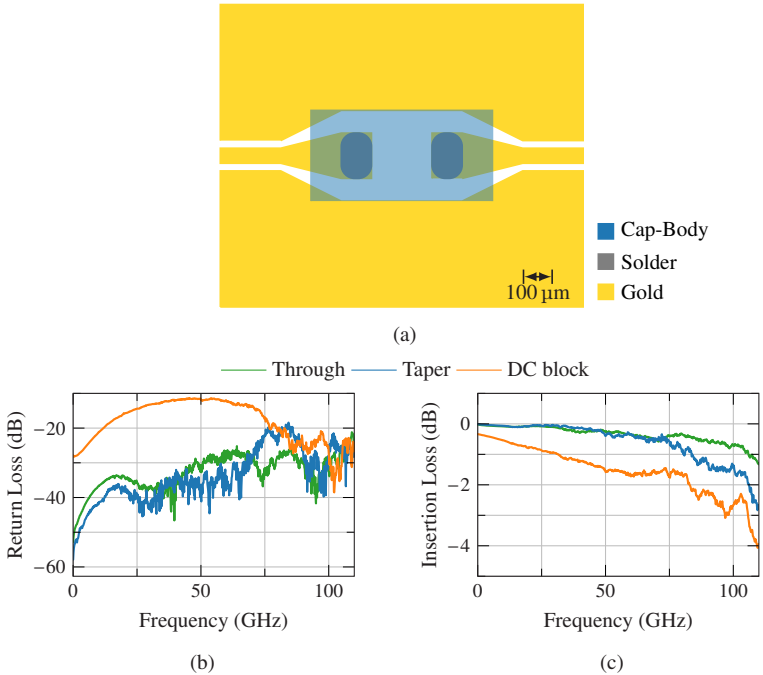 Cap-Body
Solder
Gold
100 µm
(a)
Through Taper DC block
Return Loss (dB)
−20
−40
−60
0 50 100
Frequency (GHz)
(b)
Insertion Loss (dB)
0
−2
−4
0 50 100
Frequency (GHz)
(c)